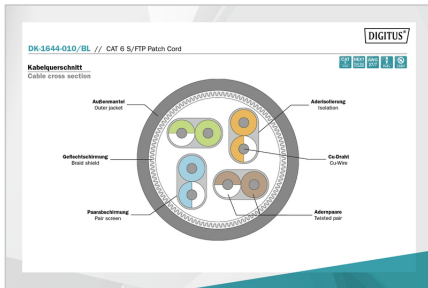 DIGITUS®
DK-1644-010/BL // CAT 6 S/FTP Patch Cord
Kabelquerschnitt
Cable cross section
Außenmantel
Outer jacket
Aderisolierung
Isolation
Geflechtschirmung
Braid shield
Cu-Draht
Cu-Wire
Paarabschirmung
Pair screen
Adernpaare
Twisted pair